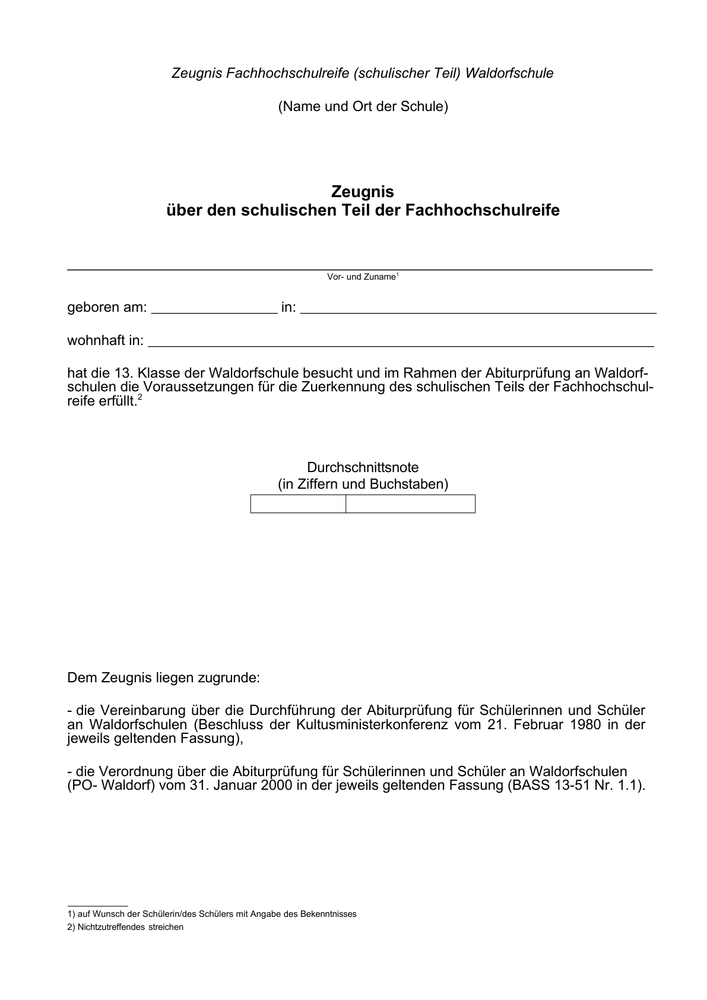 Zeugnis Fachhochschulreife (schulischer Teil) Waldorfschule
(Name und Ort der Schule)
Zeugnis
über den schulischen Teil der Fachhochschulreife
Vor- und Zuname1
geboren am: ________________ in: _____________________________________________
wohnhaft in: ________________________________________________________________
hat die 13. Klasse der Waldorfschule besucht und im Rahmen der Abiturprüfung an Waldorf-
schulen die Voraussetzungen für die Zuerkennung des schulischen Teils der Fachhochschul-
reife erfüllt.2
Durchschnittsnote
(in Ziffern und Buchstaben)
Dem Zeugnis liegen zugrunde:
- die Vereinbarung über die Durchführung der Abiturprüfung für Schülerinnen und Schüler
an Waldorfschulen (Beschluss der Kultusministerkonferenz vom 21. Februar 1980 in der
jeweils geltenden Fassung),
- die Verordnung über die Abiturprüfung für Schülerinnen und Schüler an Waldorfschulen
(PO- Waldorf) vom 31. Januar 2000 in der jeweils geltenden Fassung (BASS 13-51 Nr. 1.1).
1) auf Wunsch der Schülerin/des Schülers mit Angabe des Bekenntnisses
2) Nichtzutreffendes streichen